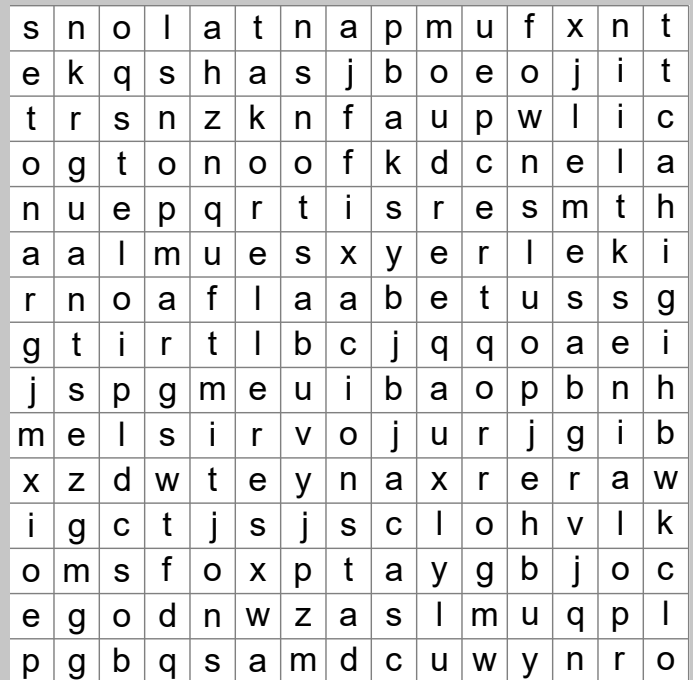 s n o l a t n a p m u f x n t
e k q s h a s j b o e o j i t
t r s n z k n f a u p w l i c
o g t o n o o f k d c n e l a
n u e p q r t i s r e s m t h
a a l m u e s x y e r l e k i
r n o a f l a a b e t u s s g
g t i r t l b c j q q o a e i
j s p g m e u i b a o p b n h
m e l s i r v o j u r j g i b
x z d w t e y n a x r e r a w
i g c t j s j s c l o h v l k
o m s f o x p t a y g b j o c
e g o d n w z a s l m u q p l
p g b q s a m d c u w y n r o